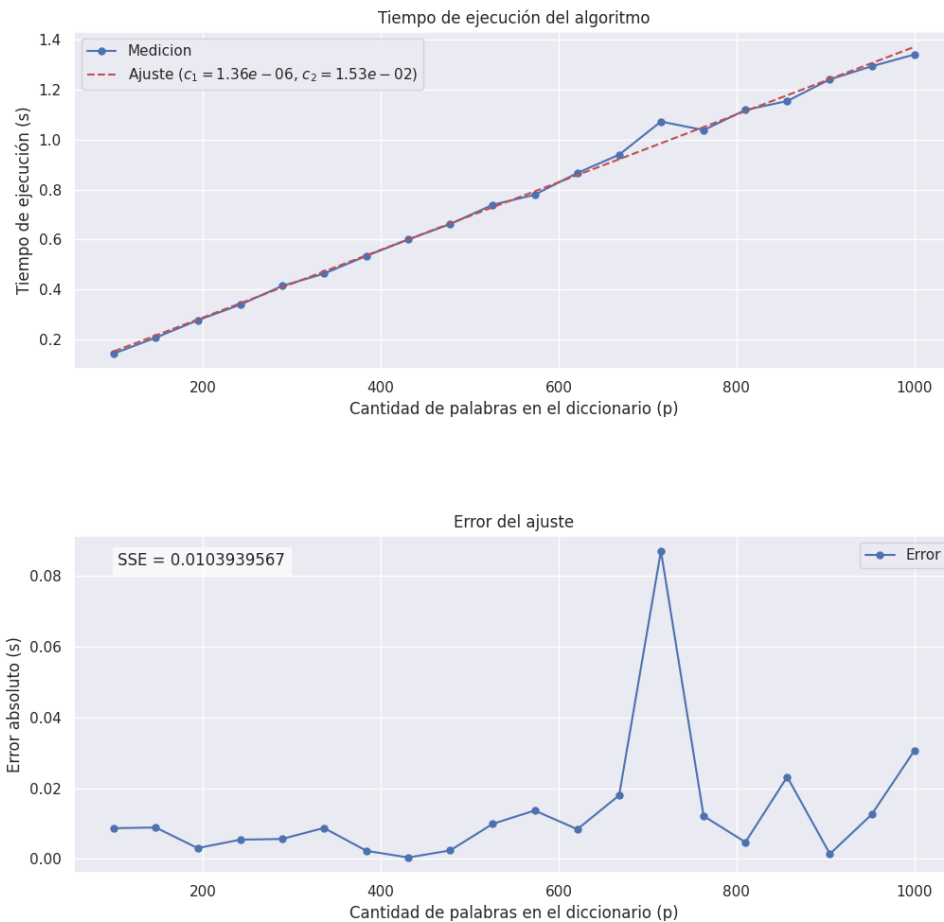 Tiempo de ejecución del algoritmo
Medicion
Ajuste (c₁ = 1.36e − 06, c₂ = 1.53e − 02)
Tiempo de ejecución (s)
1.4
1.2
1.0
0.8
0.6
0.4
0.2
200
400
600
800
1000
Cantidad de palabras en el diccionario (p)
Error del ajuste
SSE = 0.0103939567
Error
Error absoluto (s)
0.08
0.06
0.04
0.02
0.00
200
400
600
800
1000
Cantidad de palabras en el diccionario (p)